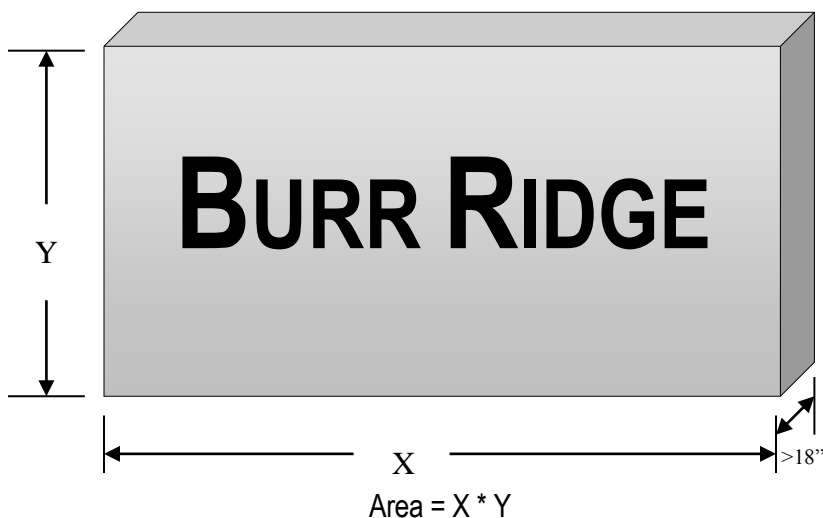 BURR RIDGE
Y
X
>18”
Area = X * Y